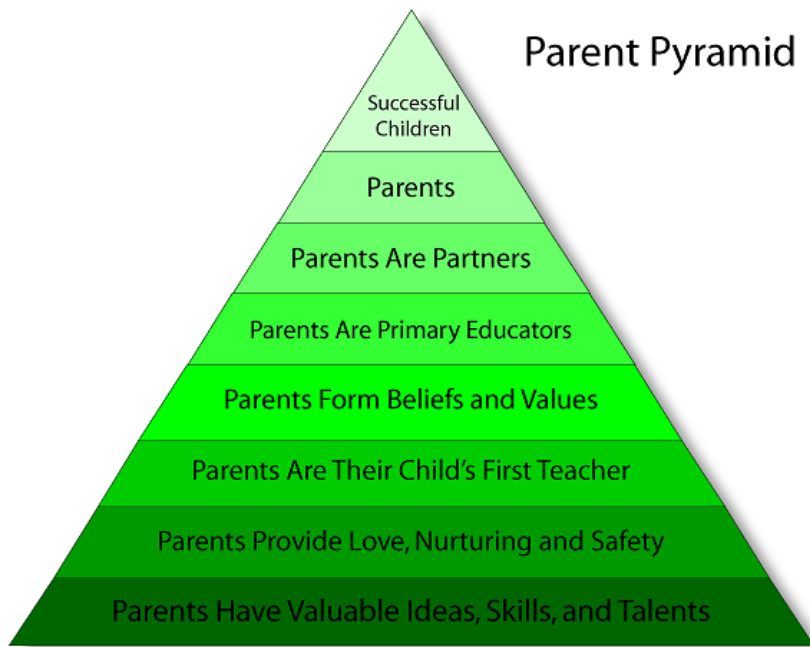 Parent Pyramid
Successful
Children
Parents
Parents Are Partners
Parents Are Primary Educators
Parents Form Beliefs and Values
Parents Are Their Child's First Teacher
Parents Provide Love, Nurturing and Safety
Parents Have Valuable Ideas, Skills, and Talents